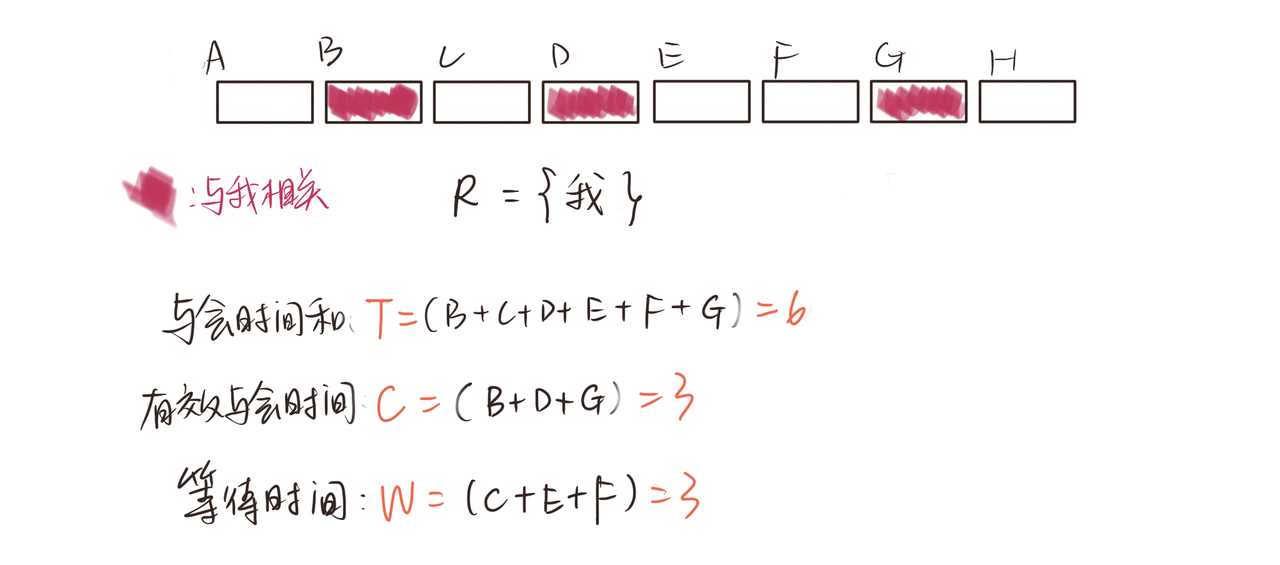 A B C D E F G H
:与我相关 R = {我}
与会时间和: T=(B+C+D+E+F+G)=6
有效与会时间: C=(B+D+G)=3
等待时间: W=(C+E+F)=3